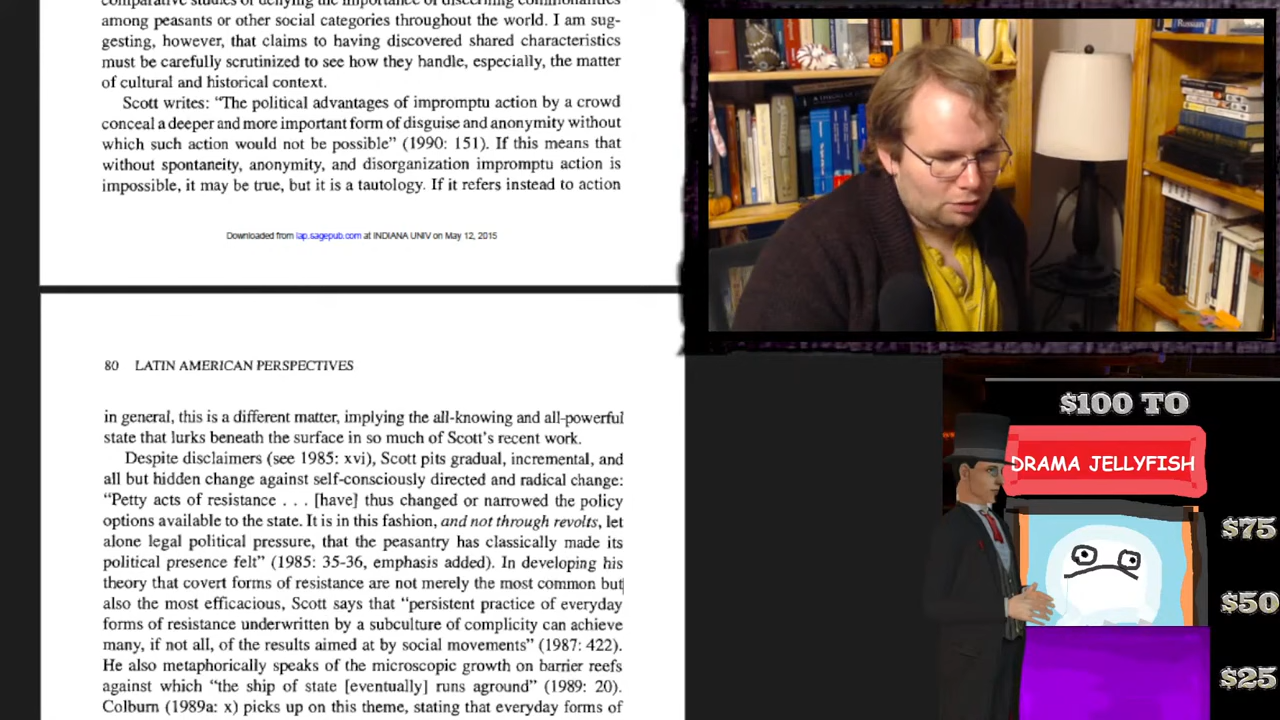 comparative studies or denying the importance of discerning commonalities
among peasants or other social categories throughout the world. I am sug-
gesting, however, that claims to having discovered shared characteristics
must be carefully scrutinized to see how they handle, especially, the matter
of cultural and historical context.
Scott writes: “The political advantages of impromptu action by a crowd
conceal a deeper and more important form of disguise and anonymity without
which such action would not be possible” (1990: 151). If this means that
without spontaneity, anonymity, and disorganization impromptu action is
impossible, it may be true, but it is a tautology. If it refers instead to action
Downloaded from lap.sagepub.com at INDIANA UNIV on May 12, 2015
80 LATIN AMERICAN PERSPECTIVES
in general, this is a different matter, implying the all-knowing and all-powerful
state that lurks beneath the surface in so much of Scott's recent work.
Despite disclaimers (see 1985: xvi), Scott pits gradual, incremental, and
all but hidden change against self-consciously directed and radical change:
“Petty acts of resistance . . . [have] thus changed or narrowed the policy
options available to the state. It is in this fashion, and not through revolts, let
alone legal political pressure, that the peasantry has classically made its
political presence felt” (1985: 35-36, emphasis added). In developing his
theory that covert forms of resistance are not merely the most common but
also the most efficacious, Scott says that “persistent practice of everyday
forms of resistance underwritten by a subculture of complicity can achieve
many, if not all, of the results aimed at by social movements” (1987: 422).
He also metaphorically speaks of the microscopic growth on barrier reefs
against which “the ship of state [eventually] runs aground” (1989: 20).
Colburn (1989a: x) picks up on this theme, stating that everyday forms of
$100 TO
DRAMA JELLYFISH
$75
$50
$25